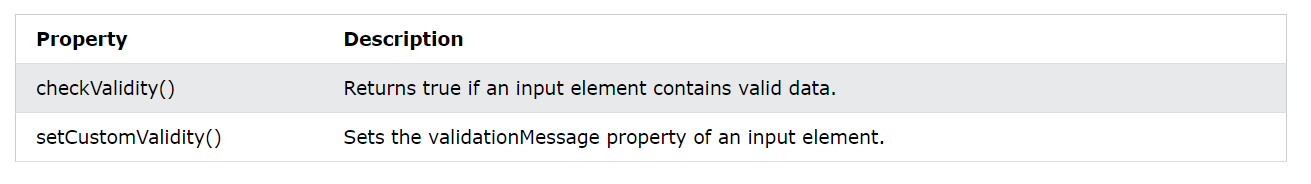 Property Description
checkValidity() Returns true if an input element contains valid data.
setCustomValidity() Sets the validationMessage property of an input element.